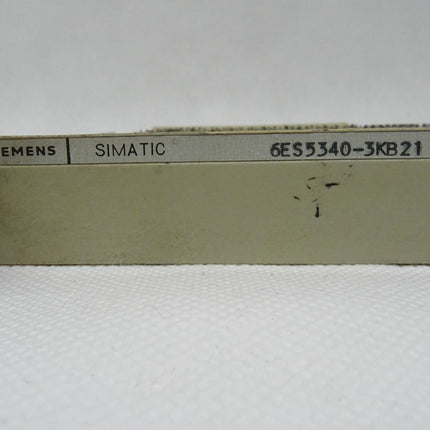 EMENS | SIMATIC 6ES5340-3KB21